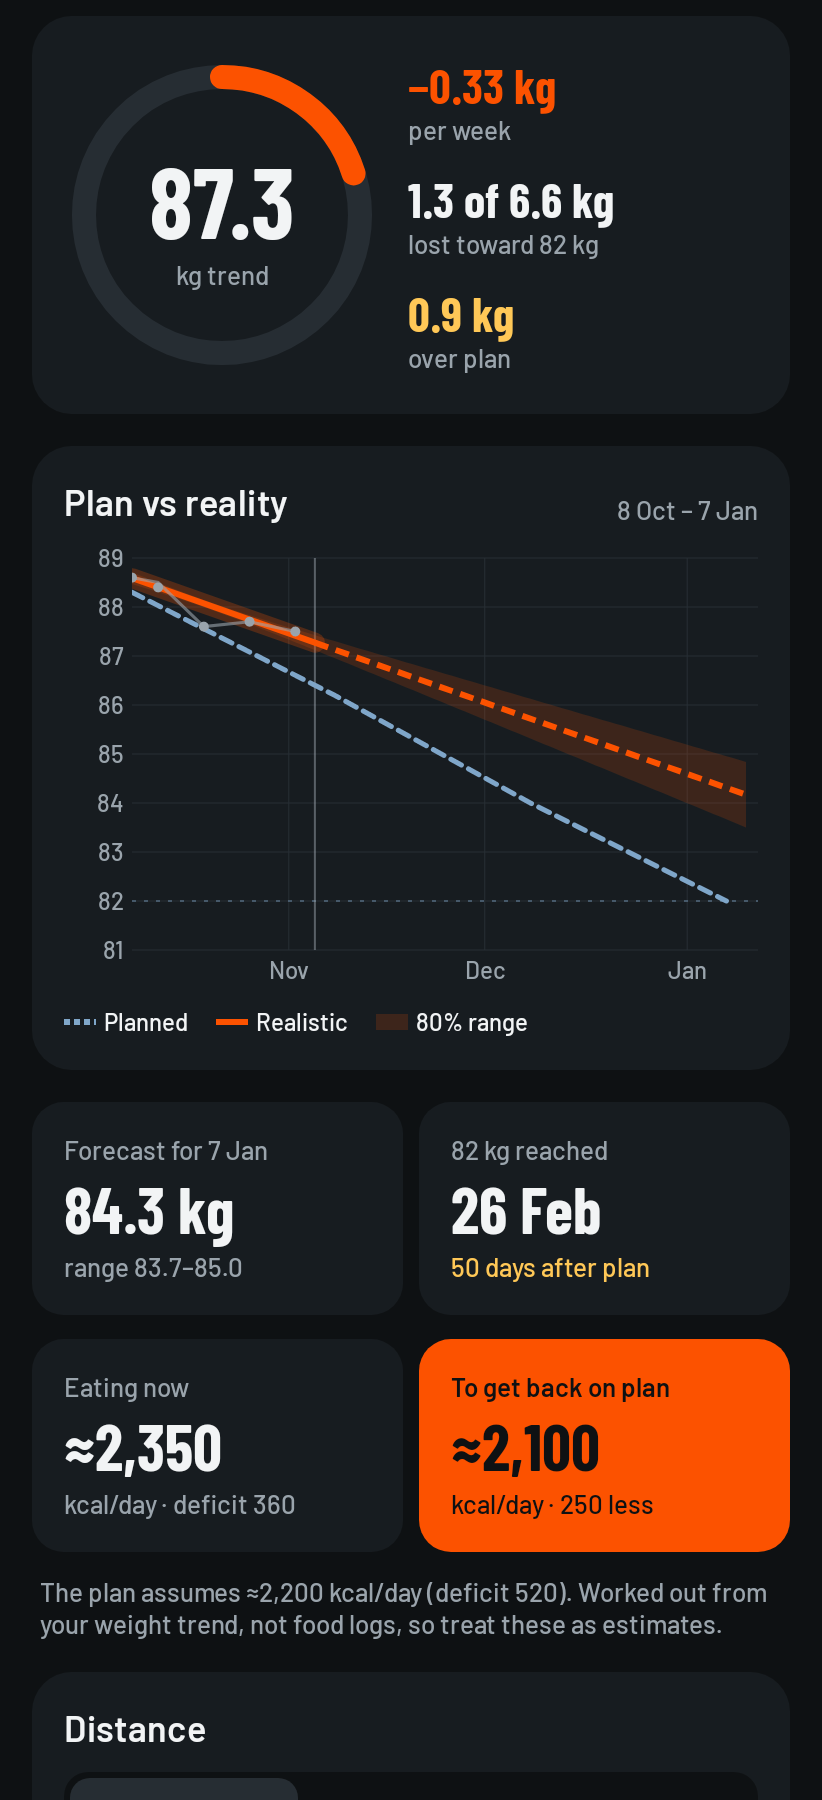 87.3
kg trend
−0.33 kg
per week
1.3 of 6.6 kg
lost toward 82 kg
0.9 kg
over plan
Plan vs reality
8 Oct – 7 Jan
89
88
87
86
85
84
83
82
81
Nov
Dec
Jan
Planned
Realistic
80% range
Forecast for 7 Jan
84.3 kg
range 83.7–85.0
82 kg reached
26 Feb
50 days after plan
Eating now
≈2,350
kcal/day · deficit 360
To get back on plan
≈2,100
kcal/day · 250 less
The plan assumes ≈2,200 kcal/day (deficit 520). Worked out from
your weight trend, not food logs, so treat these as estimates.
Distance